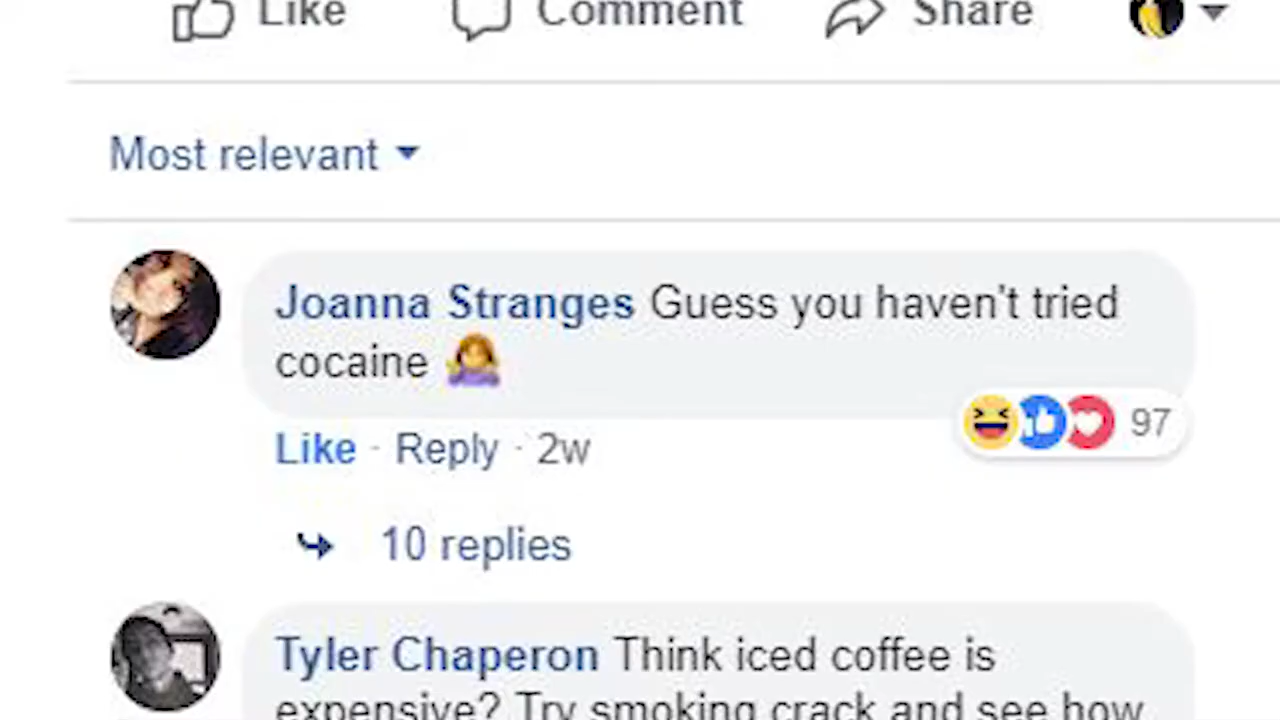 Like Comment Share
Most relevant
Joanna Stranges Guess you haven't tried
cocaine
97
Like · Reply · 2w
10 replies
Tyler Chaperon Think iced coffee is
expensive? Try smoking crack and see how